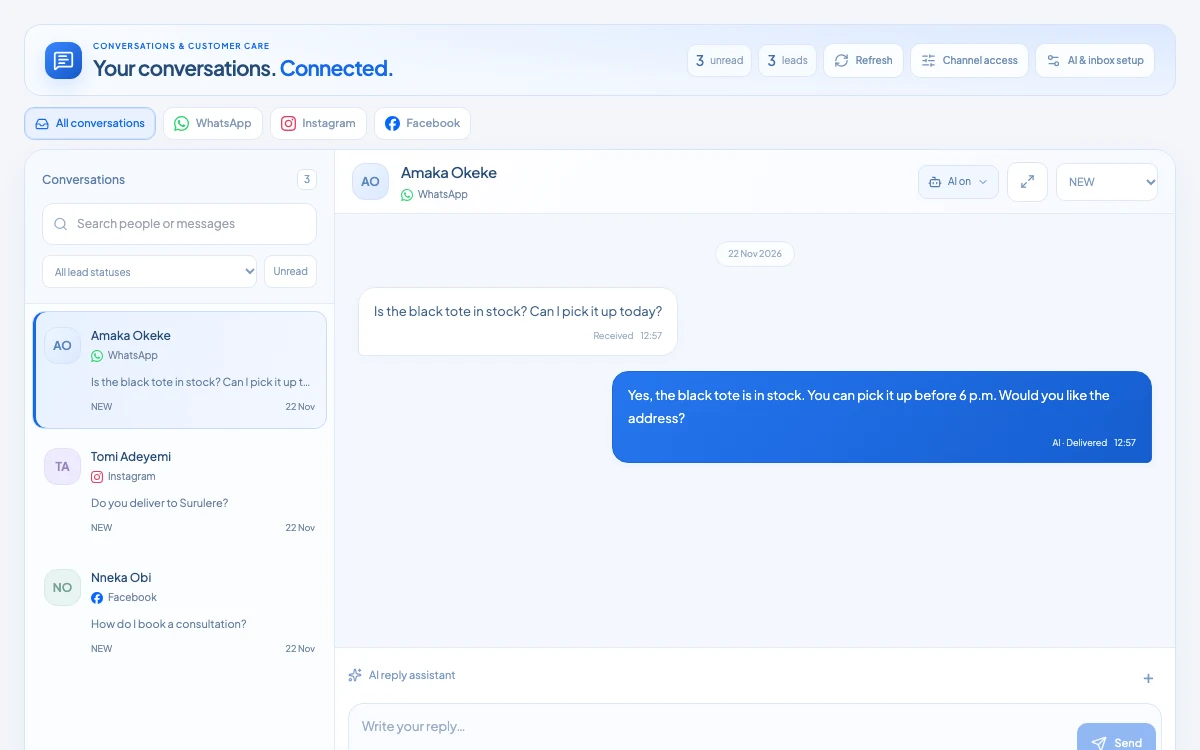 CONVERSATIONS & CUSTOMER CARE
Your conversations. Connected.
3 unread
3 leads
Refresh
Channel access
AI & inbox setup
All conversations
WhatsApp
Instagram
Facebook
Conversations
3
Search people or messages
All lead statuses
Unread
AO
Amaka Okeke
WhatsApp
Is the black tote in stock? Can I pick it up t...
NEW
22 Nov
TA
Tomi Adeyemi
Instagram
Do you deliver to Surulere?
NEW
22 Nov
NO
Nneka Obi
Facebook
How do I book a consultation?
NEW
22 Nov
AO
Amaka Okeke
WhatsApp
AI on
NEW
22 Nov 2026
Is the black tote in stock? Can I pick it up today?
Received 12:57
Yes, the black tote is in stock. You can pick it up before 6 p.m. Would you like the
address?
AI · Delivered 12:57
AI reply assistant
+
Write your reply...
Send